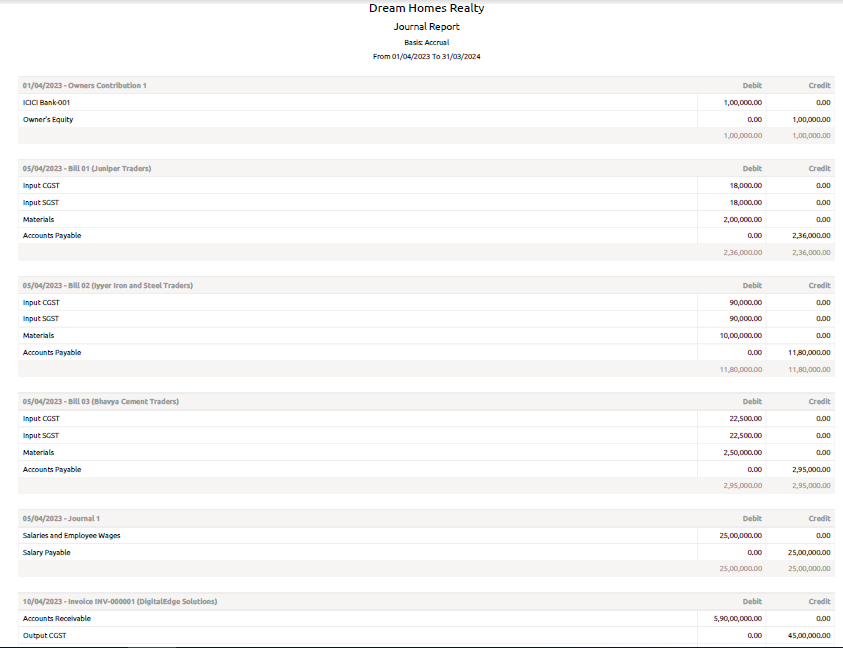 Dream Homes Realty
Journal Report
Basis: Accrual
From 01/04/2023 To 31/03/2024
01/04/2023 - Owners Contribution 1 Debit Credit
ICICI Bank-001 1,00,000.00 0.00
Owner's Equity 0.00 1,00,000.00
1,00,000.00 1,00,000.00
05/04/2023 - Bill 01 (Juniper Traders) Debit Credit
Input CGST 18,000.00 0.00
Input SGST 18,000.00 0.00
Materials 2,00,000.00 0.00
Accounts Payable 0.00 2,36,000.00
2,36,000.00 2,36,000.00
05/04/2023 - Bill 02 (Iyyer Iron and Steel Traders) Debit Credit
Input CGST 90,000.00 0.00
Input SGST 90,000.00 0.00
Materials 10,00,000.00 0.00
Accounts Payable 0.00 11,80,000.00
11,80,000.00 11,80,000.00
05/04/2023 - Bill 03 (Bhavya Cement Traders) Debit Credit
Input CGST 22,500.00 0.00
Input SGST 22,500.00 0.00
Materials 2,50,000.00 0.00
Accounts Payable 0.00 2,95,000.00
2,95,000.00 2,95,000.00
05/04/2023 - Journal 1 Debit Credit
Salaries and Employee Wages 25,00,000.00 0.00
Salary Payable 0.00 25,00,000.00
25,00,000.00 25,00,000.00
10/04/2023 - Invoice INV-000001 (DigitalEdge Solutions) Debit Credit
Accounts Receivable 5,90,00,000.00 0.00
Output CGST 0.00 45,00,000.00